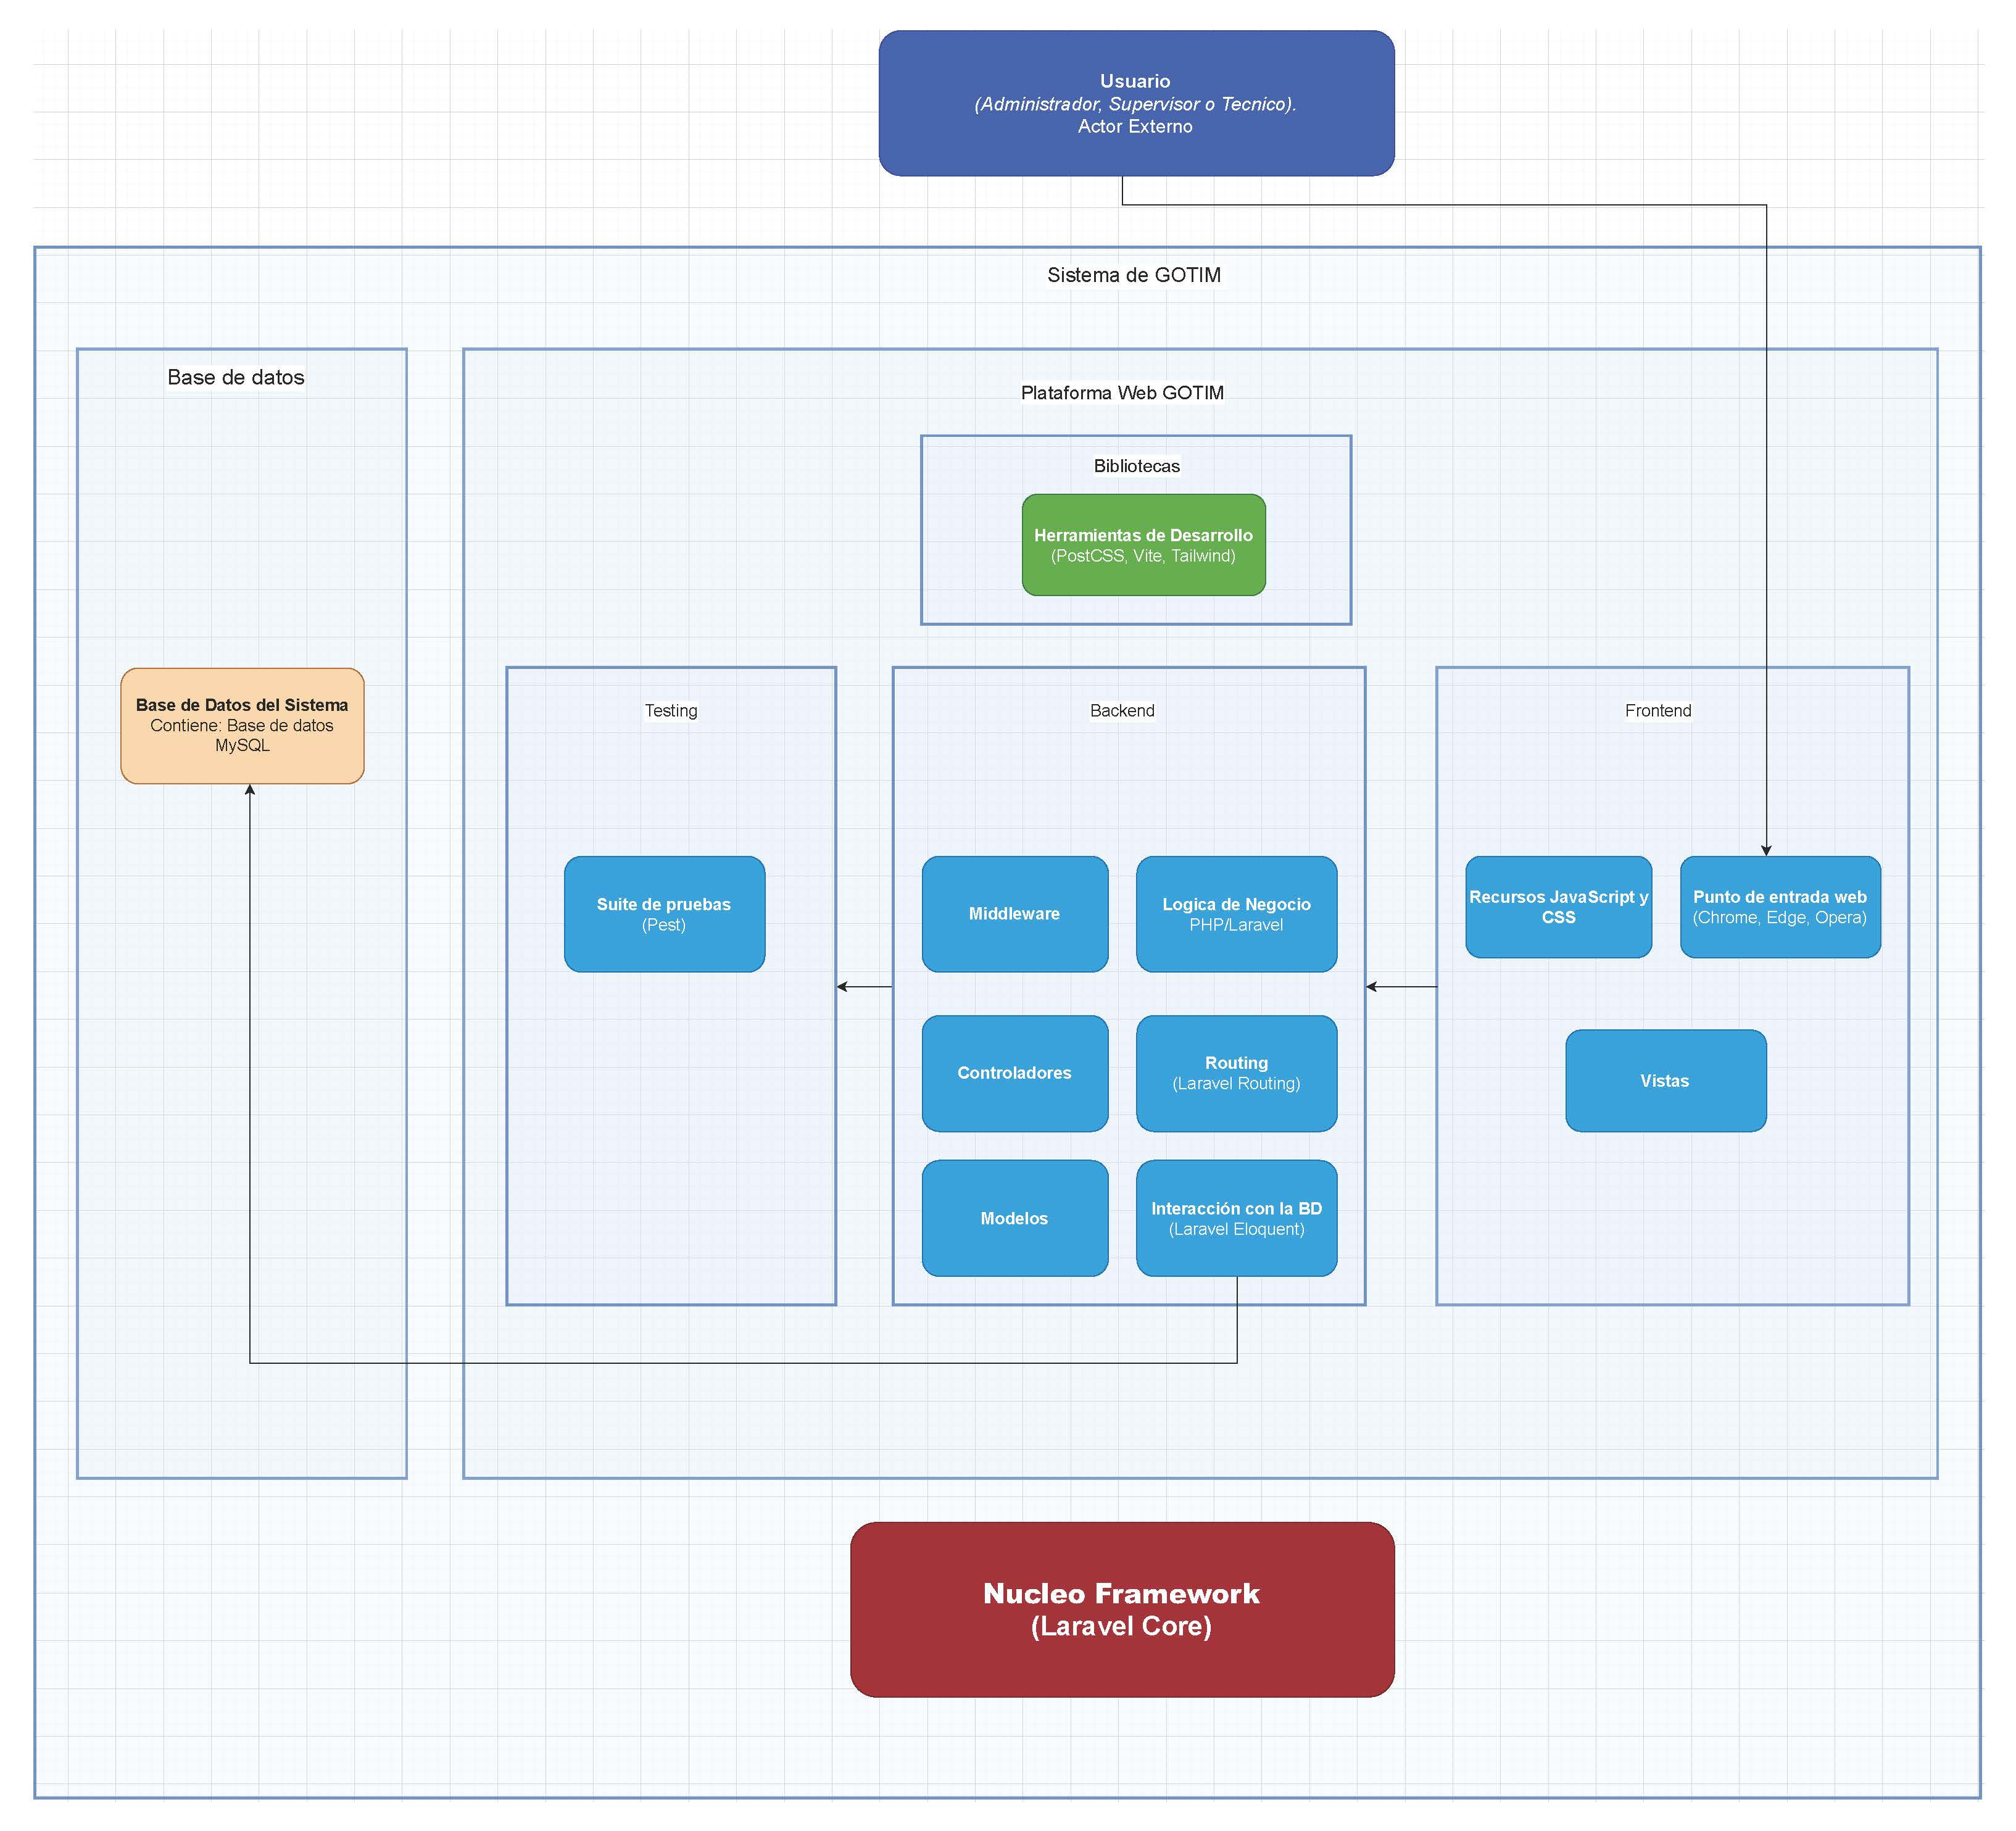 Usuario
(Administrador, Supervisor o Tecnico).
Actor Externo
Sistema de GOTIM
Base de datos
Plataforma Web GOTIM
Bibliotecas
Herramientas de Desarrollo
(PostCSS, Vite, Tailwind)
Base de Datos del Sistema
Contiene: Base de datos
MySQL
Testing
Backend
Frontend
Suite de pruebas
(Pest)
Middleware
Logica de Negocio
PHP/Laravel
Recursos JavaScript y
CSS
Punto de entrada web
(Chrome, Edge, Opera)
Controladores
Routing
(Laravel Routing)
Vistas
Modelos
Interacción con la BD
(Laravel Eloquent)
Nucleo Framework
(Laravel Core)